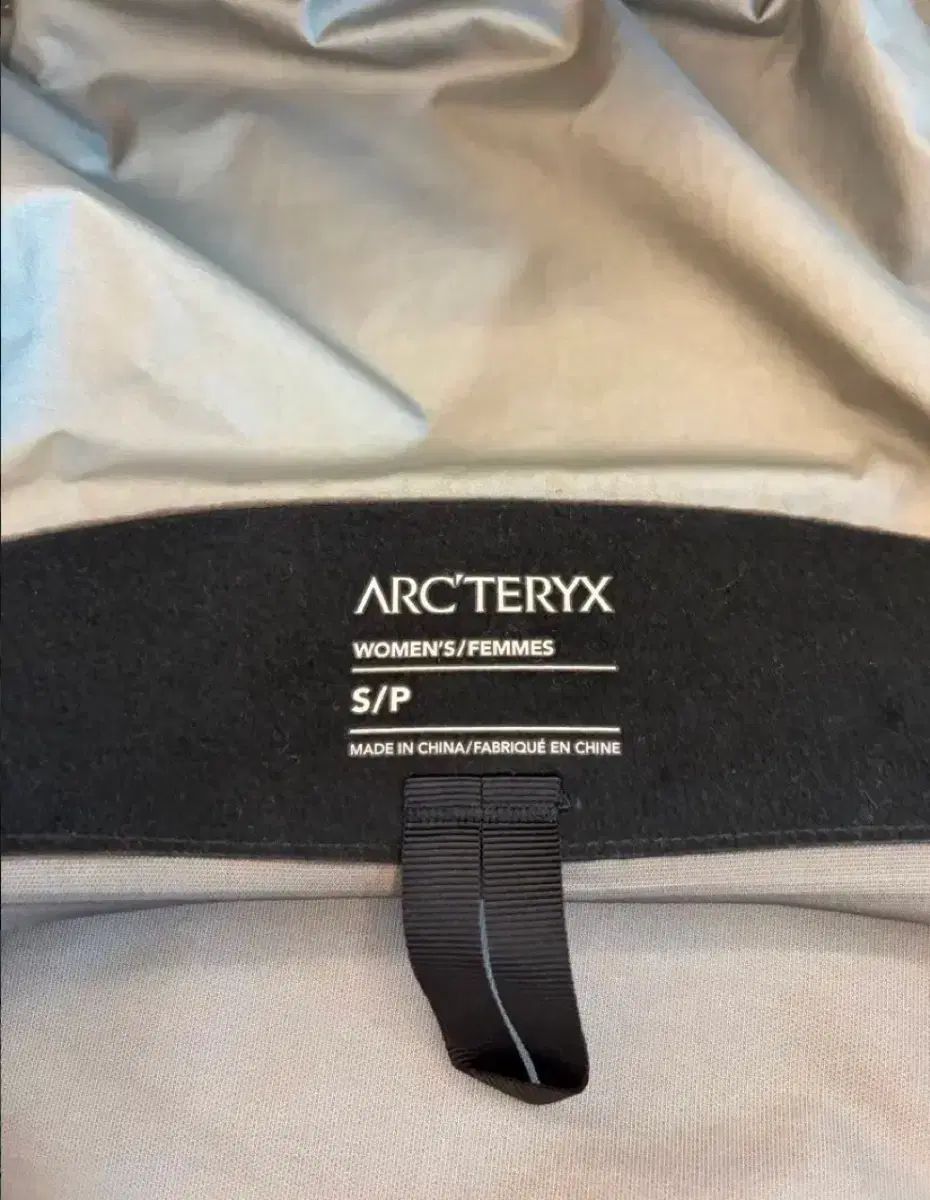 ARC'TERYX
WOMEN'S/FEMMES
S/P
MADE IN CHINA/FABRIQUÉ EN CHINE